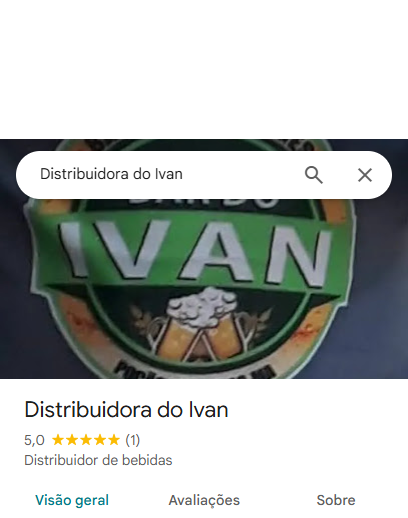 Distribuidora do Ivan
BAR DO
IVAN
Distribuidora do Ivan
5,0 (1)
Distribuidor de bebidas
Visão geral Avaliações Sobre